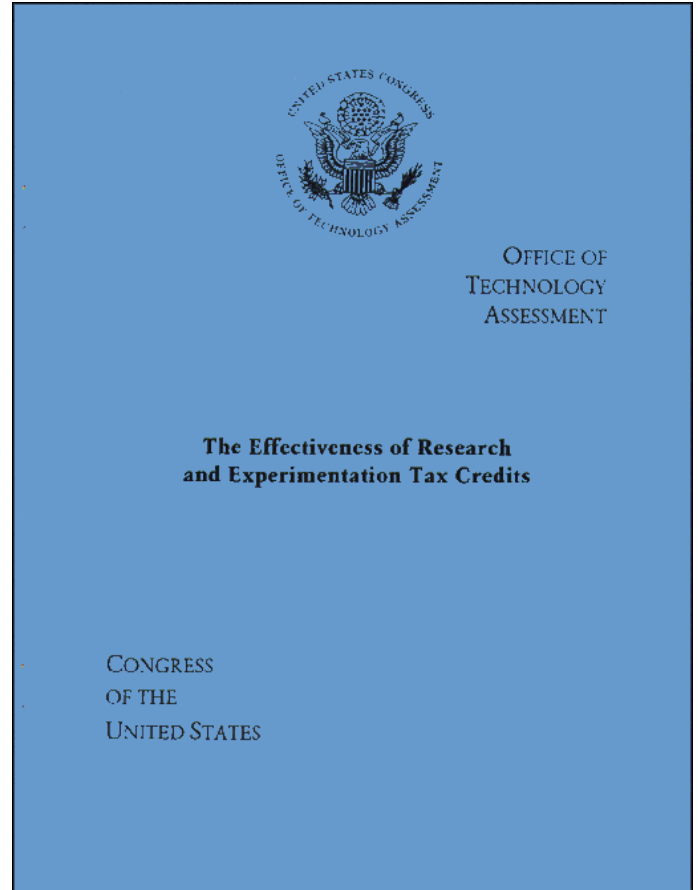 UNITED STATES CONGRESS
OFFICE OF TECHNOLOGY ASSESSMENT
OFFICE OF
TECHNOLOGY
ASSESSMENT
The Effectiveness of Research
and Experimentation Tax Credits
CONGRESS
OF THE
UNITED STATES